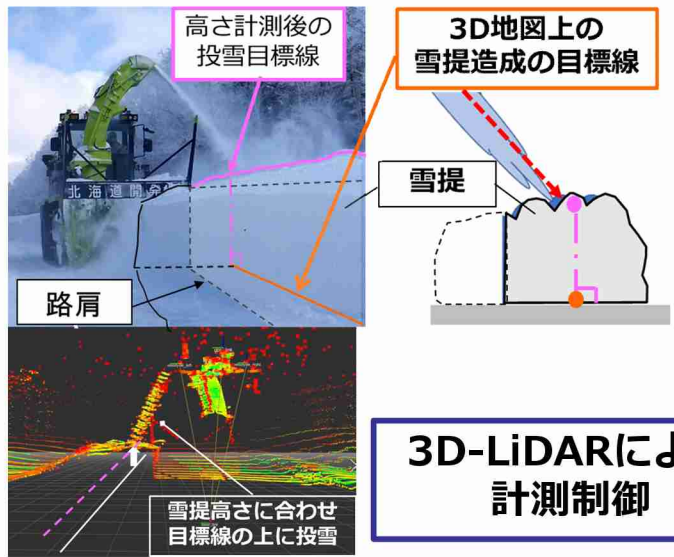 高さ計測後の
投雪目標線
3D地図上の
雪提造成の目標線
北海道開発
雪提
路肩
雪提高さに合わせ
目標線の上に投雪
3D-LiDARによ
計測制御